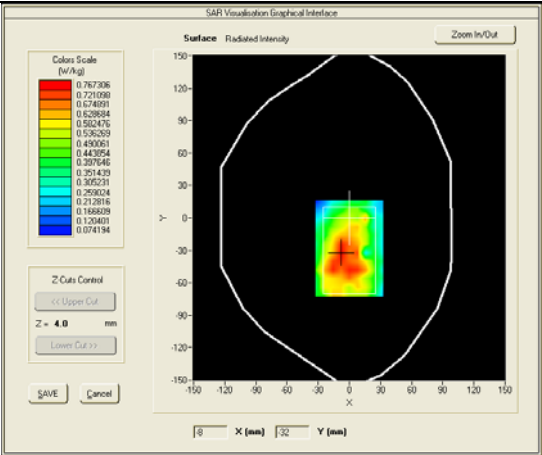 SAR Visualisation Graphical Interface
Surface Radiated Intensity
Zoom In/Out
Colors Scale
(W/kg)
0.767306
0.721098
0.674891
0.628684
0.582476
0.536269
0.490061
0.443854
0.397646
0.351439
0.305231
0.259024
0.212816
0.166609
0.120401
0.074194
Z-Cuts Control
<< Upper Cut
Z = 4.0 mm
Lower Cut >>
SAVE Cancel
150
120
90
60
30
0
-30
-60
-90
-120
-150
Y
-150 -120 -90 -60 -30 0 30 60 90 120 150
X
-8 X (mm) -32 Y (mm)